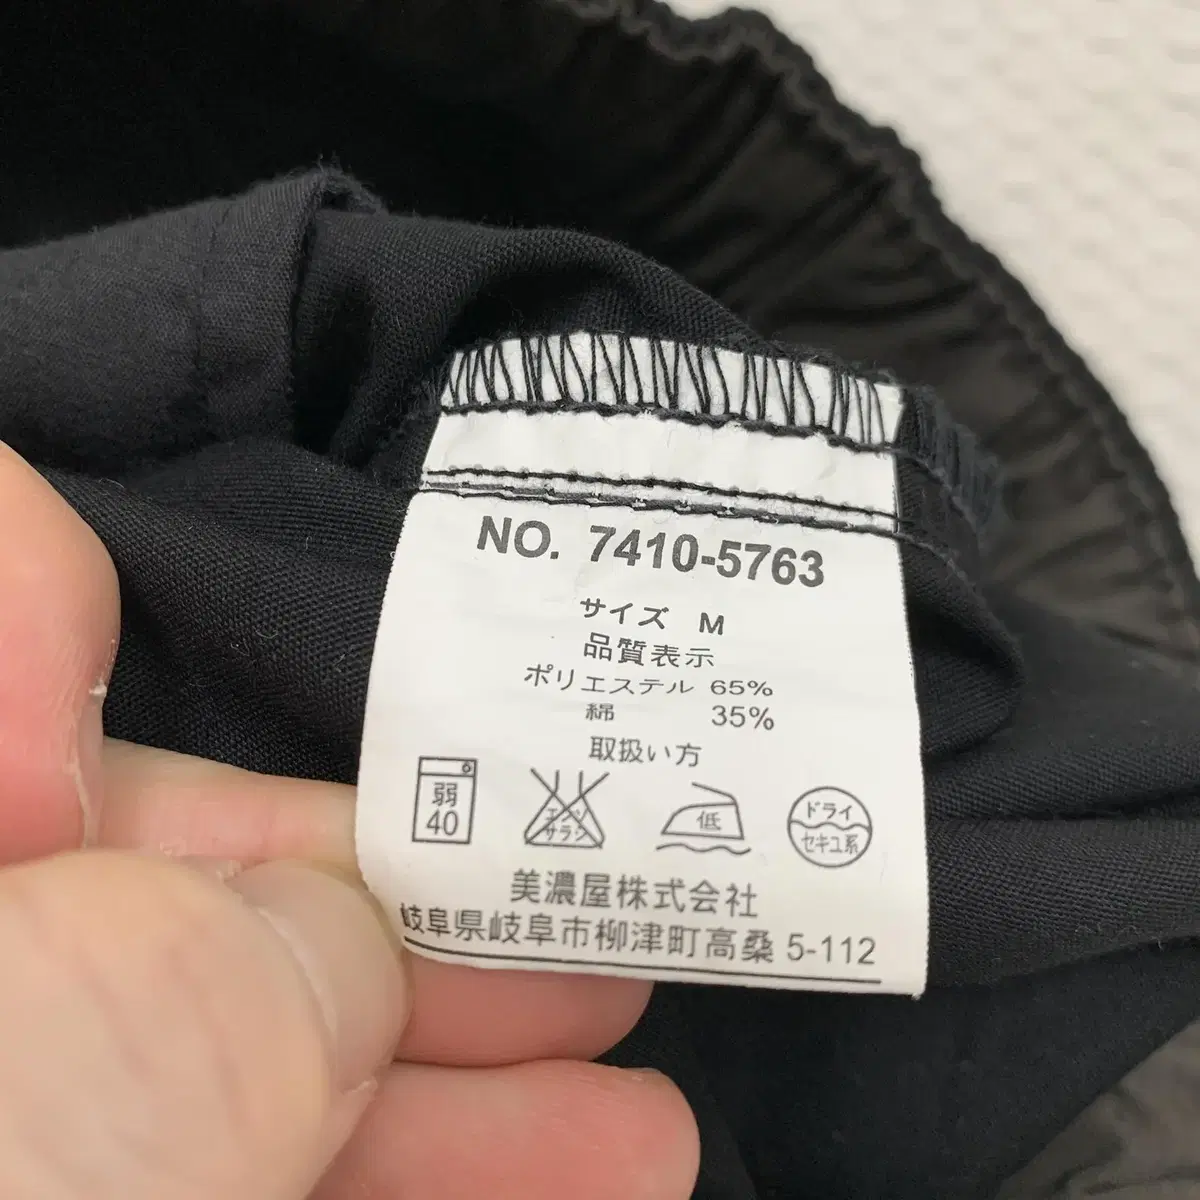 NO. 7410-5763
サイズ M
品質表示
ポリエステル 65%
綿 35%
取扱い方
弱
40
エンソ
サラシ
低
ドライ
セキユ系
美濃屋株式会社
岐阜県岐阜市柳津町高桑 5-112